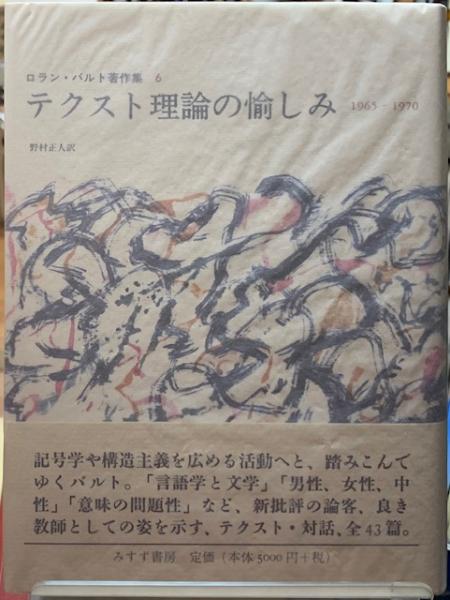 ロラン・バルト著作集 6
テクスト理論の愉しみ 1965-1970
野村正人訳
記号学や構造主義を広める活動へと、踏みこんで
ゆくバルト。「言語学と文学」「男性、女性、中
性」「意味の問題性」など、新批評の論客、良き
教師としての姿を示す、テクスト・対話、全43篇。
みすず書房 定価（本体5000円+税）